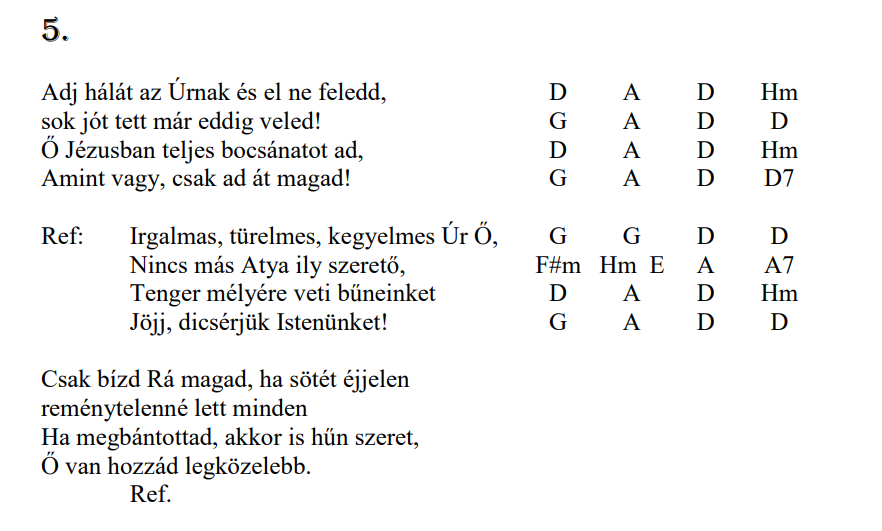 5.
Adj hálát az Úrnak és el ne feledd, D A D Hm
sok jót tett már eddig veled! G A D D
Ő Jézusban teljes bocsánatot ad, D A D Hm
Amint vagy, csak ad át magad! G A D D7
Ref: Irgalmas, türelmes, kegyelmes Úr Ő, G G D D
Nincs más Atya ily szerető, F#m Hm E A A7
Tenger mélyére veti bűneinket D A D Hm
Jöjj, dicsérjük Istenünket! G A D D
Csak bízd Rá magad, ha sötét éjjelen
reménytelenné lett minden
Ha megbántottad, akkor is hűn szeret,
Ő van hozzád legközelebb.
Ref.